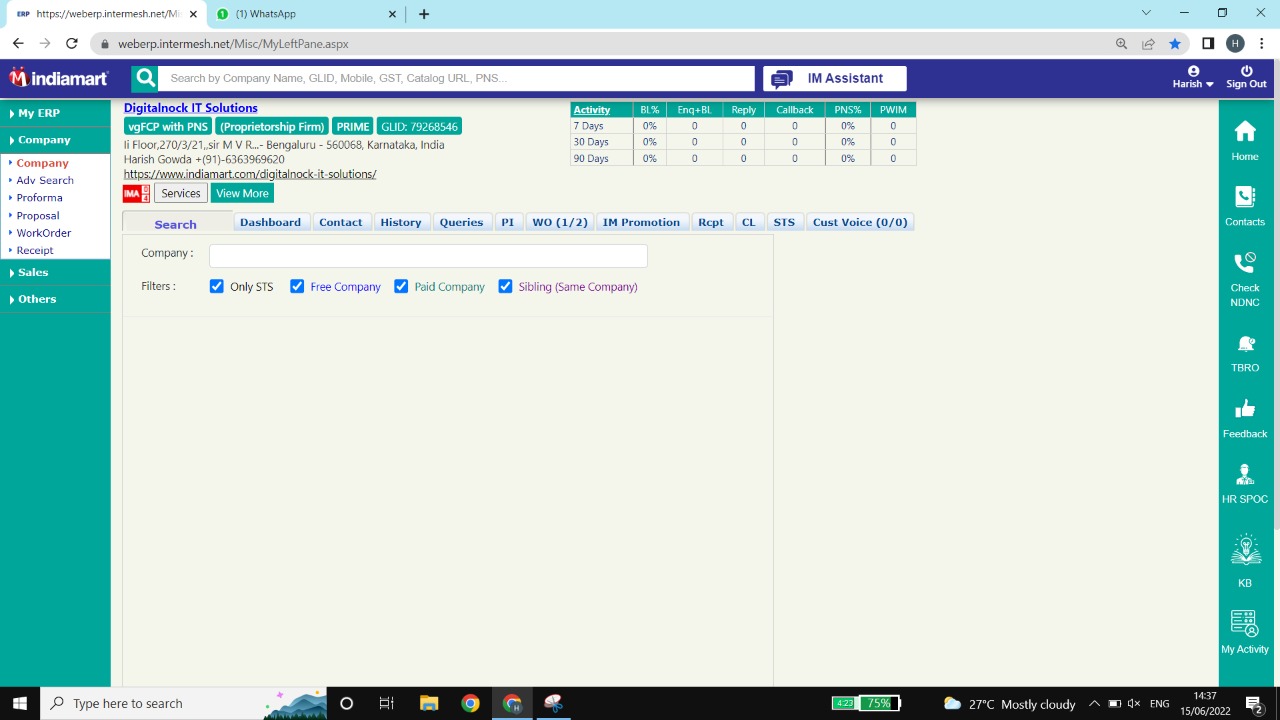 ERP https://weberp.intermesh.net/Mi
1 (1) WhatsApp
weberp.intermesh.net/Misc/MyLeftPane.aspx
H
indiamart
Search by Company Name, GLID, Mobile, GST, Catalog URL, PNS...
IM Assistant
Harish
Sign Out
My ERP
Company
Company
Adv Search
Proforma
Proposal
WorkOrder
Receipt
Sales
Others
Digitalnock IT Solutions
vgFCP with PNS (Proprietorship Firm) PRIME GLID: 79268546
Ii Floor,270/3/21,,sir M V R...- Bengaluru - 560068, Karnataka, India
Harish Gowda +(91)-6363969620
https://www.indiamart.com/digitalnock-it-solutions/
IMA 04 Services View More
Activity BL% Enq+BL Reply Callback PNS% PWIM
7 Days 0% 0 0 0 0% 0
30 Days 0% 0 0 0 0% 0
90 Days 0% 0 0 0 0% 0
Search Dashboard Contact History Queries PI WO (1/2) IM Promotion Rcpt CL STS Cust Voice (0/0)
Company :
Filters : Only STS Free Company Paid Company Sibling (Same Company)
Home
Contacts
Check
NDNC
TBRO
Feedback
HR SPOC
KB
My Activity
Type here to search
H
4:23 75%
27°C Mostly cloudy
ENG
14:37
15/06/2022
2